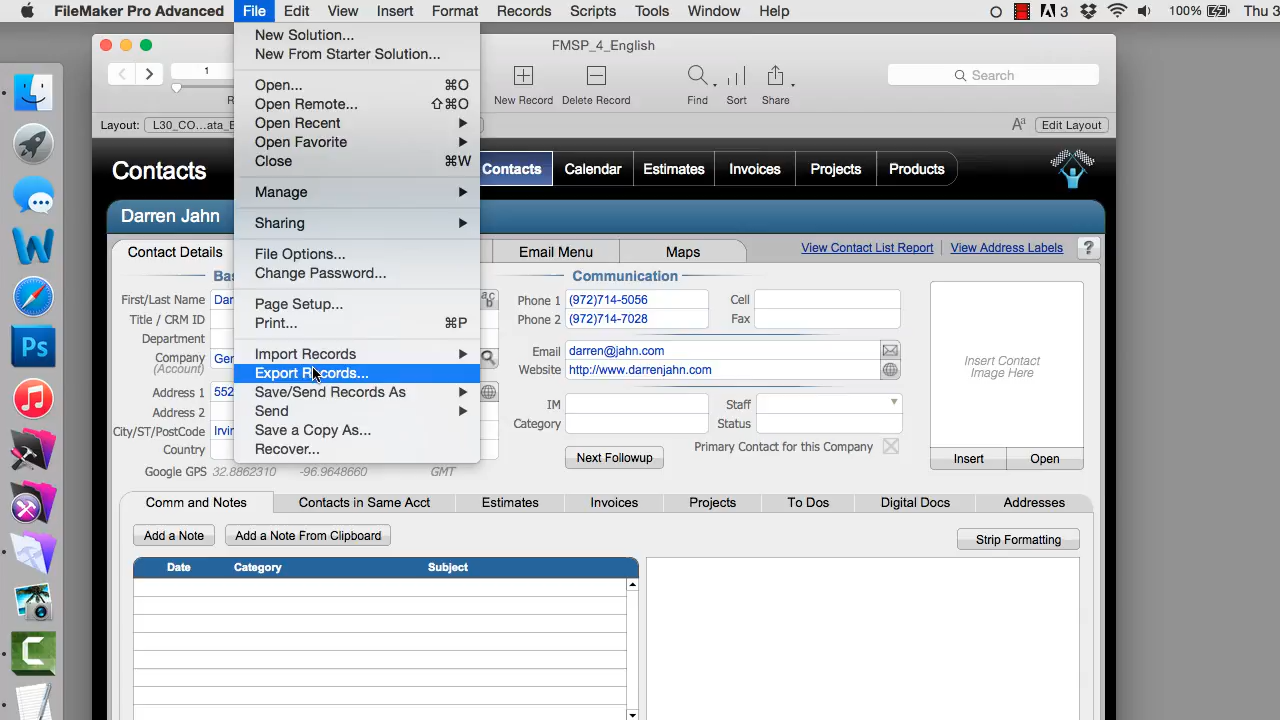 FileMaker Pro Advanced File Edit View Insert Format Records Scripts Tools Window Help 3 100% Thu 3
FMSP_4_English
1
New Record Delete Record Find Sort Share Search
Layout: L30_CO...ata_E Aa Edit Layout
New Solution...
New From Starter Solution...
Open... ⌘O
Open Remote... ⇧⌘O
Open Recent
Open Favorite
Close ⌘W
Manage
Sharing
File Options...
Change Password...
Page Setup...
Print... ⌘P
Import Records
Export Records...
Save/Send Records As
Send
Save a Copy As...
Recover...
Contacts Contacts Calendar Estimates Invoices Projects Products
Darren Jahn
Contact Details Email Menu Maps View Contact List Report View Address Labels ?
Communication
First/Last Name Dar
Title / CRM ID
Department
Company
(Account)
Ger
Address 1 552
Address 2
City/ST/PostCode Irvin
Country
Google GPS 32.8862310 -96.9648660 GMT
Phone 1 (972)714-5056 Cell
Phone 2 (972)714-7028 Fax
Email darren@jahn.com
Website http://www.darrenjahn.com
IM Staff
Category Status
Primary Contact for this Company
Next Followup
Insert Contact
Image Here
Insert Open
Comm and Notes Contacts in Same Acct Estimates Invoices Projects To Dos Digital Docs Addresses
Add a Note Add a Note From Clipboard Strip Formatting
Date Category Subject
Ps